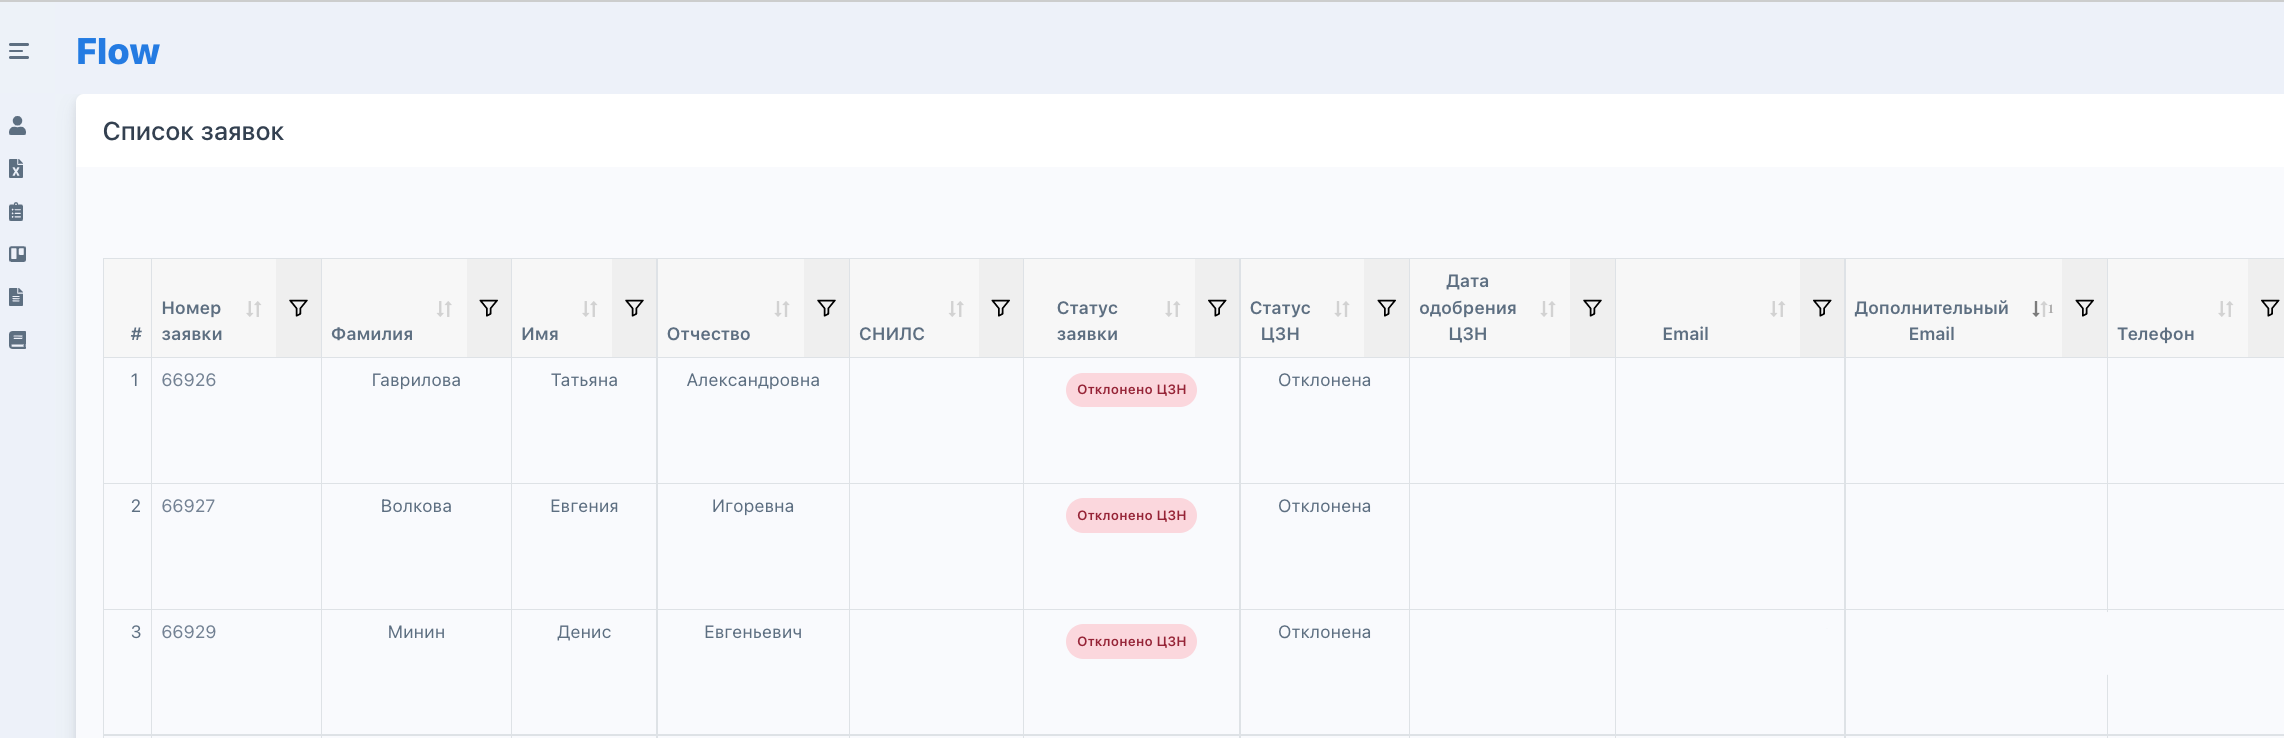 Flow
Список заявок
#
Номер
заявки
Фамилия
Имя
Отчество
СНИЛС
Статус
заявки
Статус
ЦЗН
Дата
одобрения
ЦЗН
Email
Дополнительный
Email
1
Телефон
1 66926 Гаврилова Татьяна Александровна Отклонено ЦЗН Отклонена
2 66927 Волкова Евгения Игоревна Отклонено ЦЗН Отклонена
3 66929 Минин Денис Евгеньевич Отклонено ЦЗН Отклонена